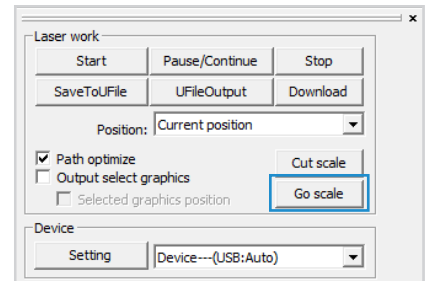 Laser work
Start Pause/Continue Stop
SaveToUFile UFileOutput Download
Position: Current position
Path optimize Cut scale
Output select graphics
Selected graphics position Go scale
Device
Setting Device---(USB:Auto)